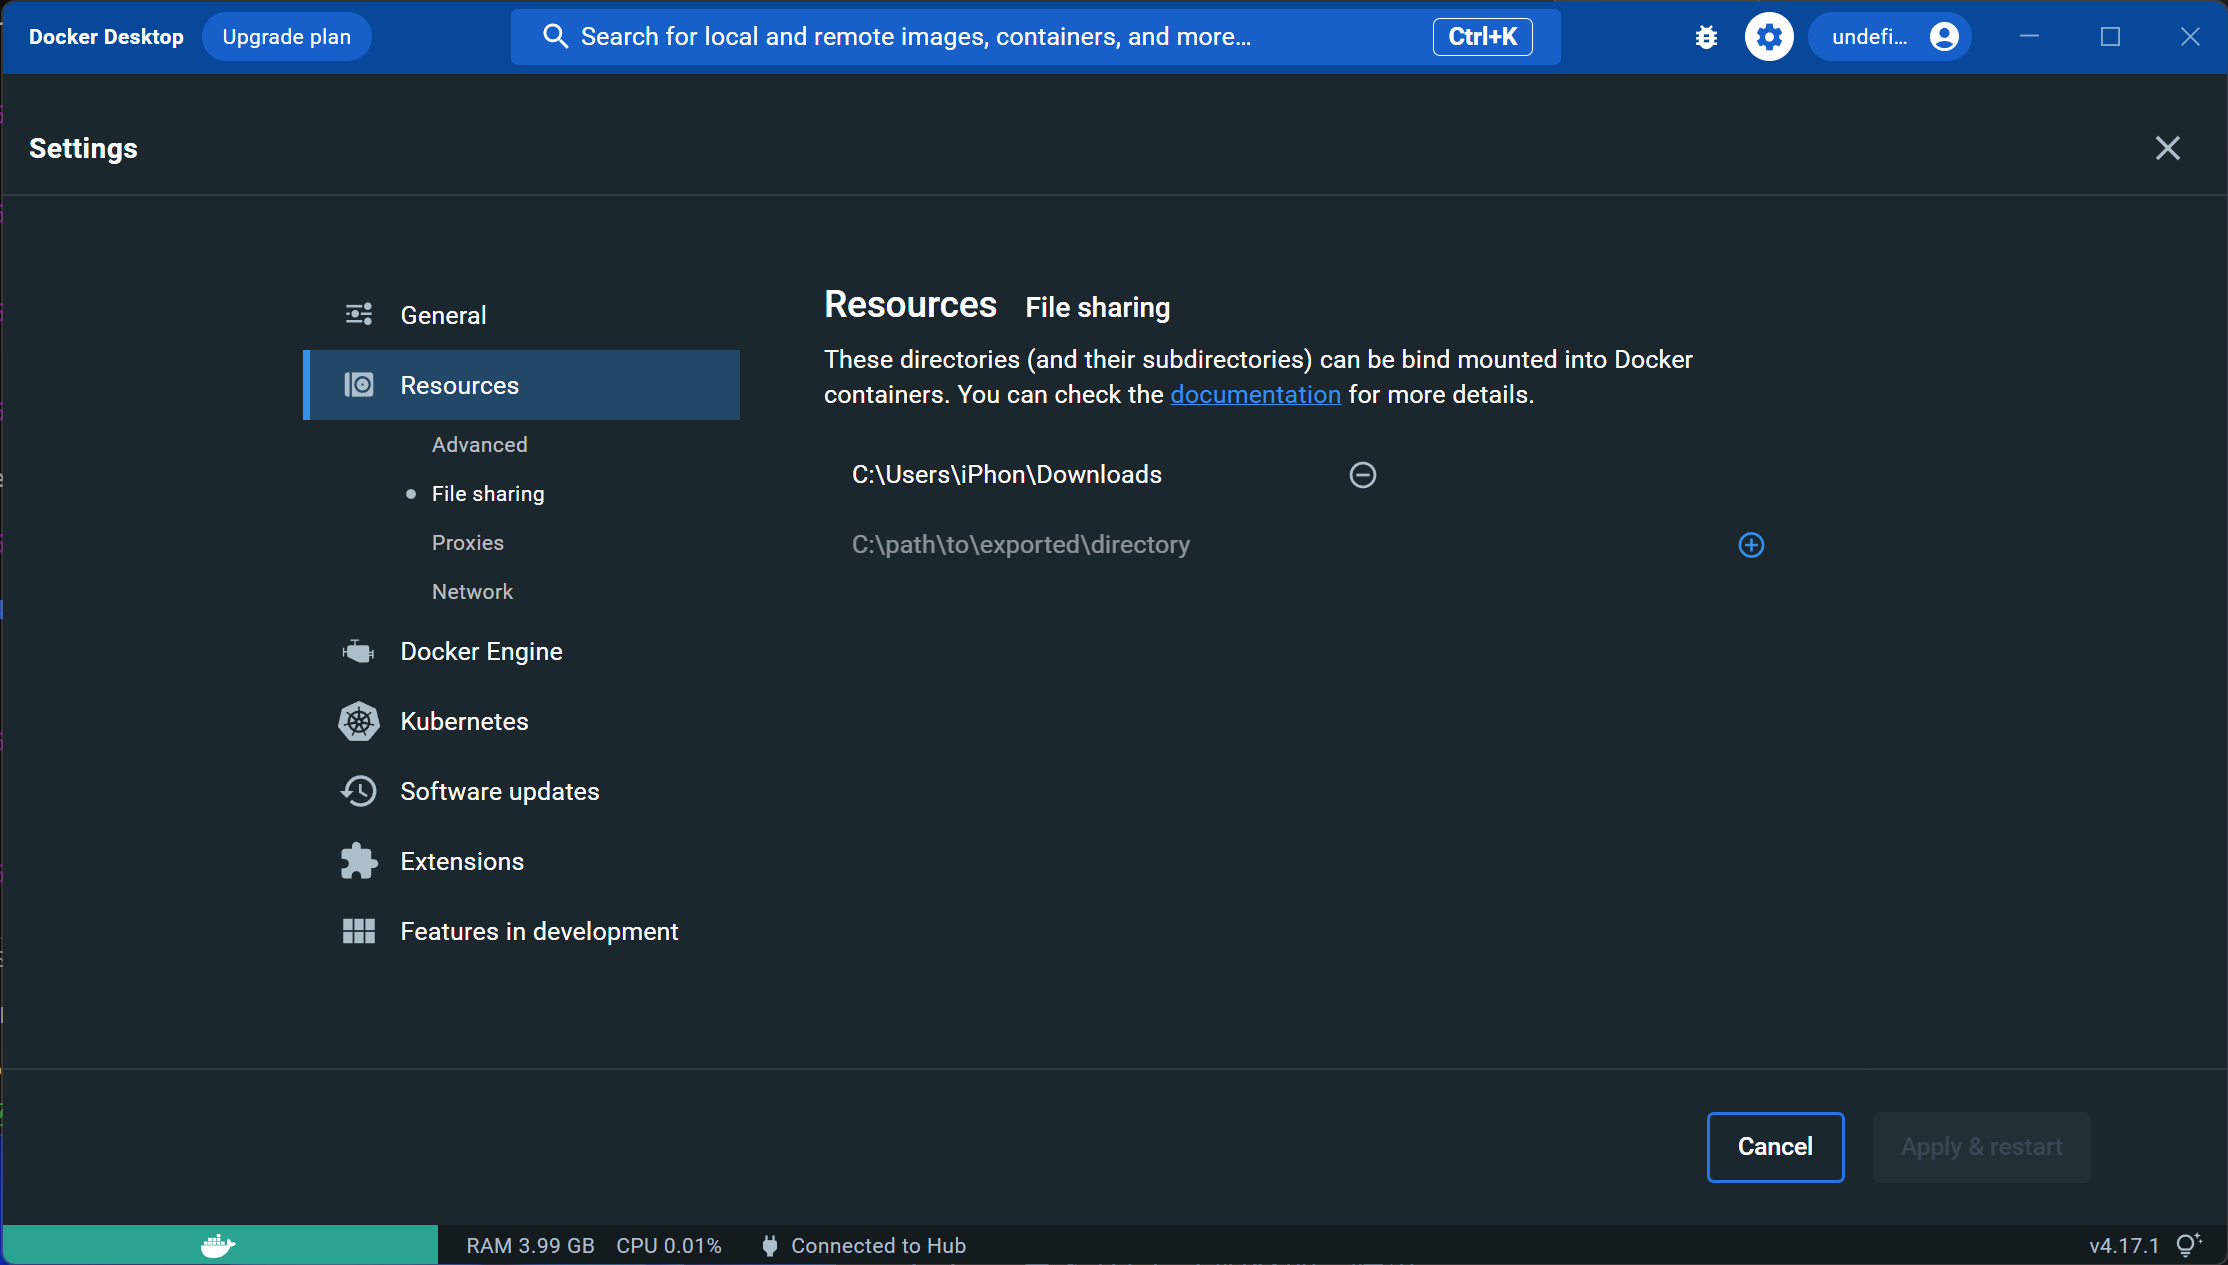 Docker Desktop
Upgrade plan
Search for local and remote images, containers, and more...
Ctrl+K
undefi...
Settings
General
Resources
Advanced
File sharing
Proxies
Network
Docker Engine
Kubernetes
Software updates
Extensions
Features in development
Resources File sharing
These directories (and their subdirectories) can be bind mounted into Docker
containers. You can check the documentation for more details.
C:\Users\iPhon\Downloads
C:\path\to\exported\directory
Cancel
Apply & restart
RAM 3.99 GB CPU 0.01% Connected to Hub
v4.17.1